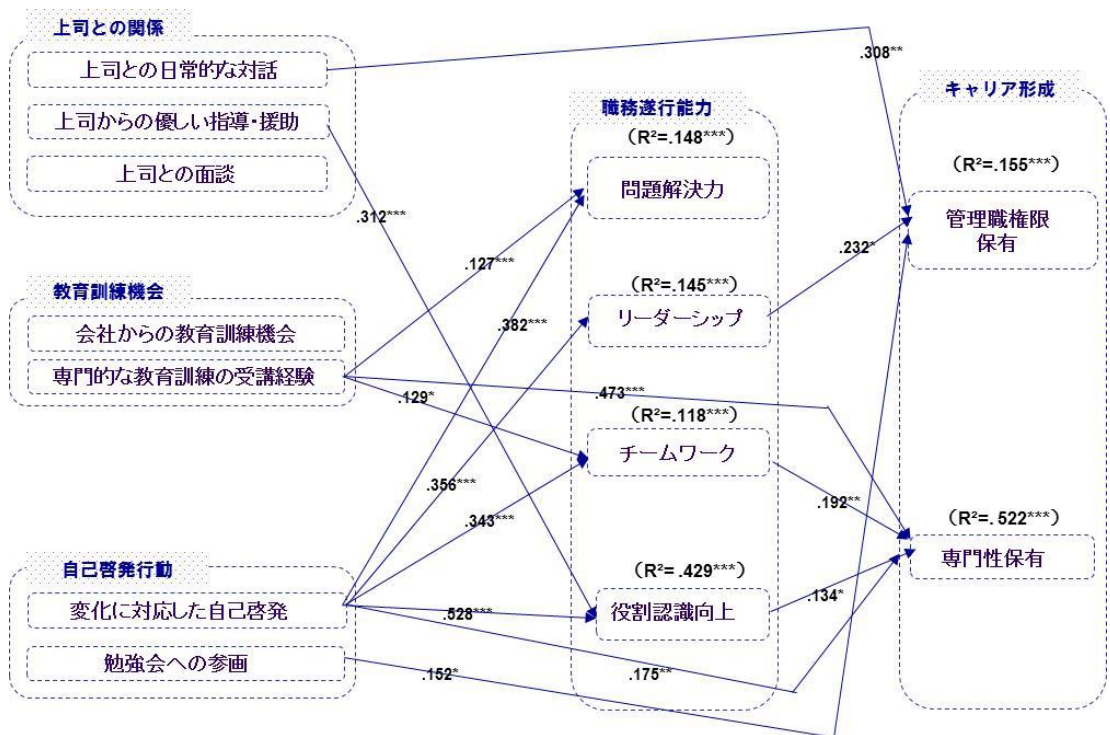 上司との関係
上司との日常的な対話
上司からの優しい指導・援助
上司との面談
教育訓練機会
会社からの教育訓練機会
専門的な教育訓練の受講経験
自己啓発行動
変化に対応した自己啓発
勉強会への参画
.312***
.127***
.382***
.129*
.356***
.343***
.528***
.152*
.175**
職務遂行能力
（R²=.148***）
問題解決力
（R²=.145***）
リーダーシップ
.473***
（R²=.118***）
チームワーク
（R²= .429***）
役割認識向上
.308**
.232*
.192**
.134*
キャリア形成
（R²=.155***）
管理職権限
保有
（R²=. 522***）
専門性保有